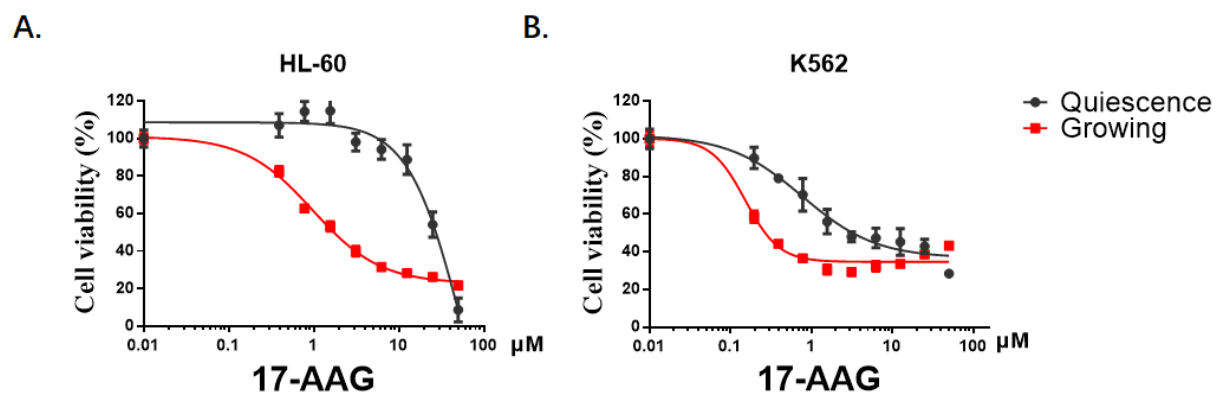 A.
HL-60
Cell viability (%)
120
100
80
60
40
20
0
0.01 0.1 1 10 100 µM
17-AAG
B.
K562
Cell viability (%)
120
100
80
60
40
20
0
0.01 0.1 1 10 100 µM
17-AAG
Quiescence
Growing